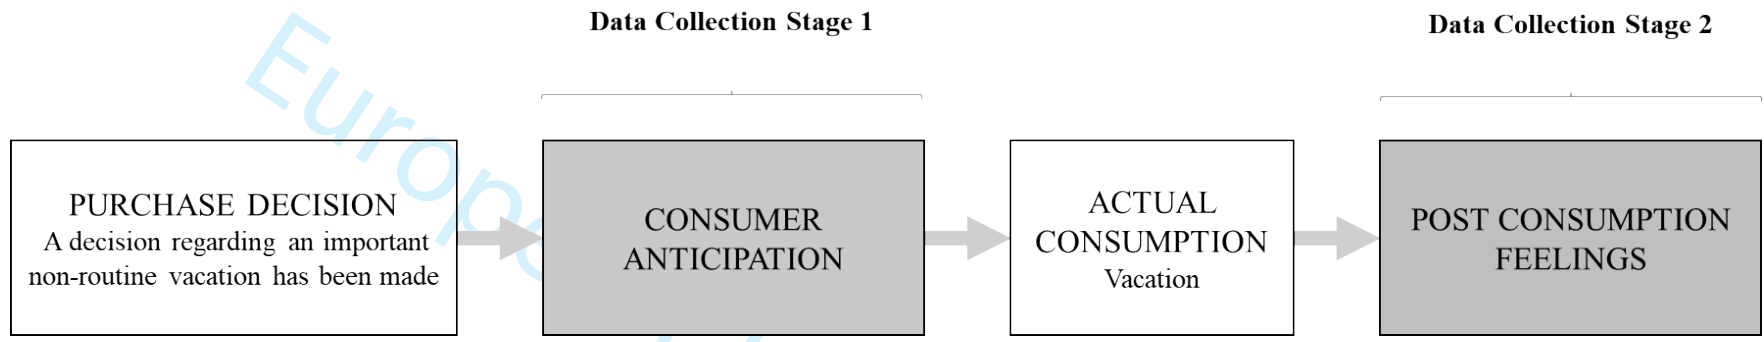 Data Collection Stage 1
Data Collection Stage 2
PURCHASE DECISION
A decision regarding an important
non-routine vacation has been made
CONSUMER
ANTICIPATION
ACTUAL
CONSUMPTION
Vacation
POST CONSUMPTION
FEELINGS